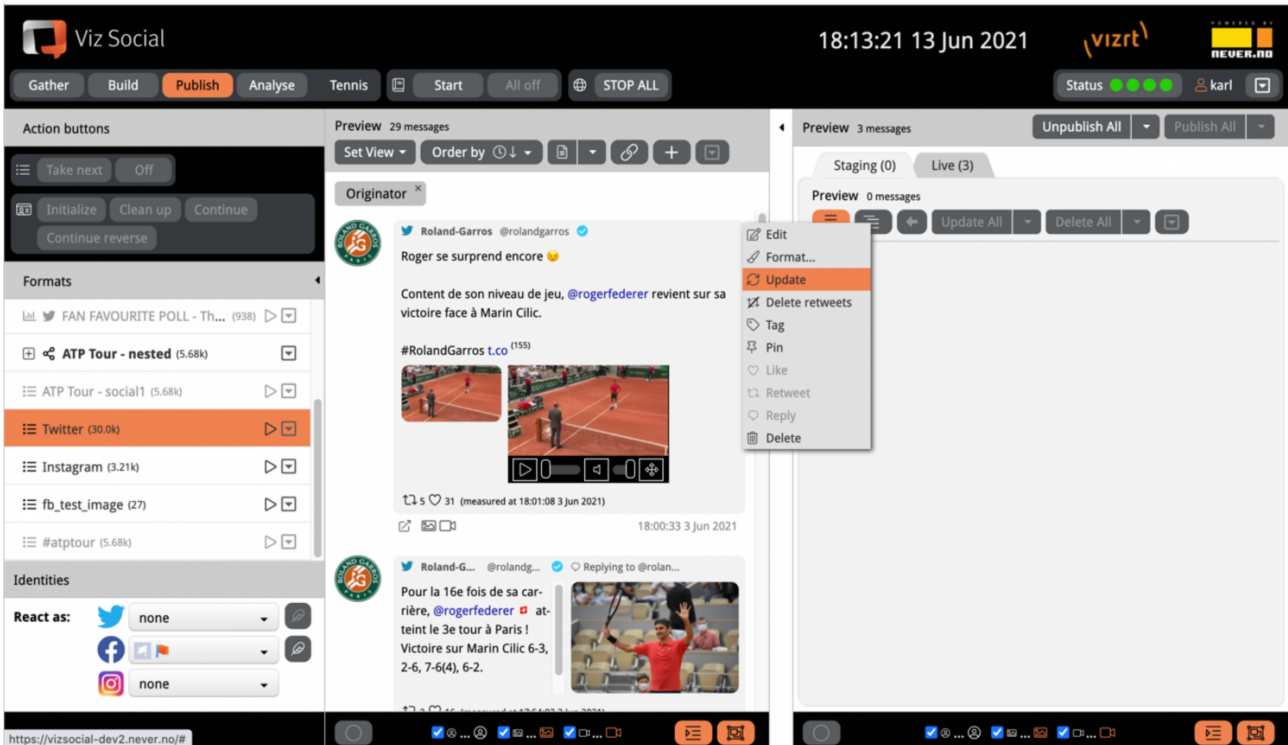 Viz Social
18:13:21 13 Jun 2021
vizrt
POWERED BY
NEVER.NO
Gather Build Publish Analyse Tennis Start All off STOP ALL
Status karl
Action buttons
Take next Off
Initialize Clean up Continue
Continue reverse
Formats
FAN FAVOURITE POLL - Th... (938)
ATP Tour - nested (5.68k)
ATP Tour - social1 (5.68k)
Twitter (30.0k)
Instagram (3.21k)
fb_test_image (27)
#atptour (5.68k)
Identities
React as: none
none
https://vizsocial-dev2.never.no/#
Preview 29 messages
Set View Order by
Originator ×
ROLAND GARROS
Roland-Garros @rolandgarros
Roger se surprend encore
Content de son niveau de jeu, @rogerfederer revient sur sa
victoire face à Marin Cilic.
#RolandGarros t.co (155)
5 31 (measured at 18:01:08 3 Jun 2021)
18:00:33 3 Jun 2021
ROLAND GARROS
Roland-G... @rolandg... Replying to @rolan...
Pour la 16e fois de sa car-
rière, @rogerfederer at-
teint le 3e tour à Paris !
Victoire sur Marin Cilic 6-3,
2-6, 7-6(4), 6-2.
Edit
Format...
Update
Delete retweets
Tag
Pin
Like
Retweet
Reply
Delete
Preview 3 messages Unpublish All Publish All
Staging (0) Live (3)
Preview 0 messages
Update All Delete All